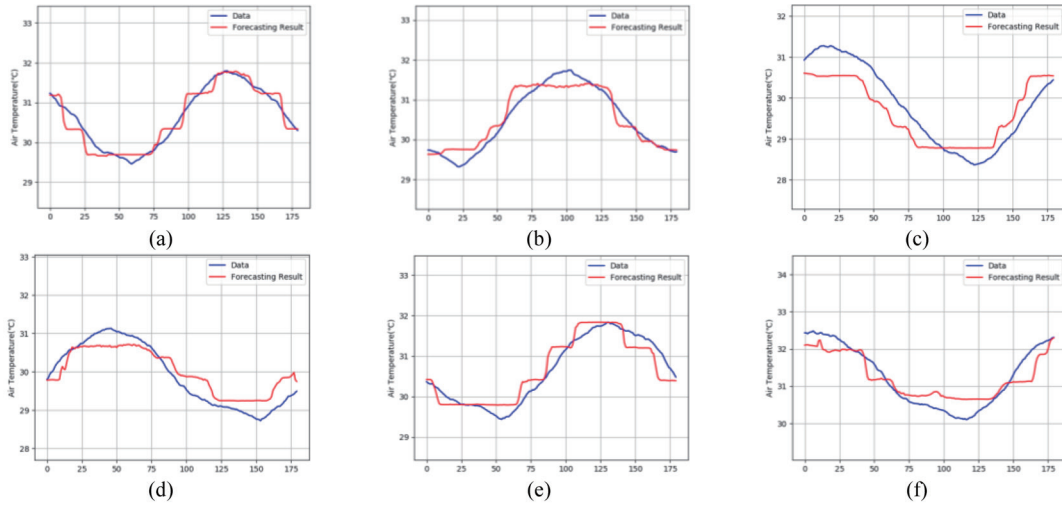 33
32
31
30
29
Air Temperature(°C)
Data
Forecasting Result
0 25 50 75 100 125 150 175
(a)
33
32
31
30
29
Air Temperature(°C)
Data
Forecasting Result
0 25 50 75 100 125 150 175
(b)
32
31
30
29
28
Air Temperature(°C)
Data
Forecasting Result
0 25 50 75 100 125 150 175
(c)
33
32
31
30
29
28
Air Temperature(°C)
Data
Forecasting Result
0 25 50 75 100 125 150 175
(d)
33
32
31
30
29
Air Temperature(°C)
Data
Forecasting Result
0 25 50 75 100 125 150 175
(e)
34
33
32
31
30
Air Temperature(°C)
Data
Forecasting Result
0 25 50 75 100 125 150 175
(f)